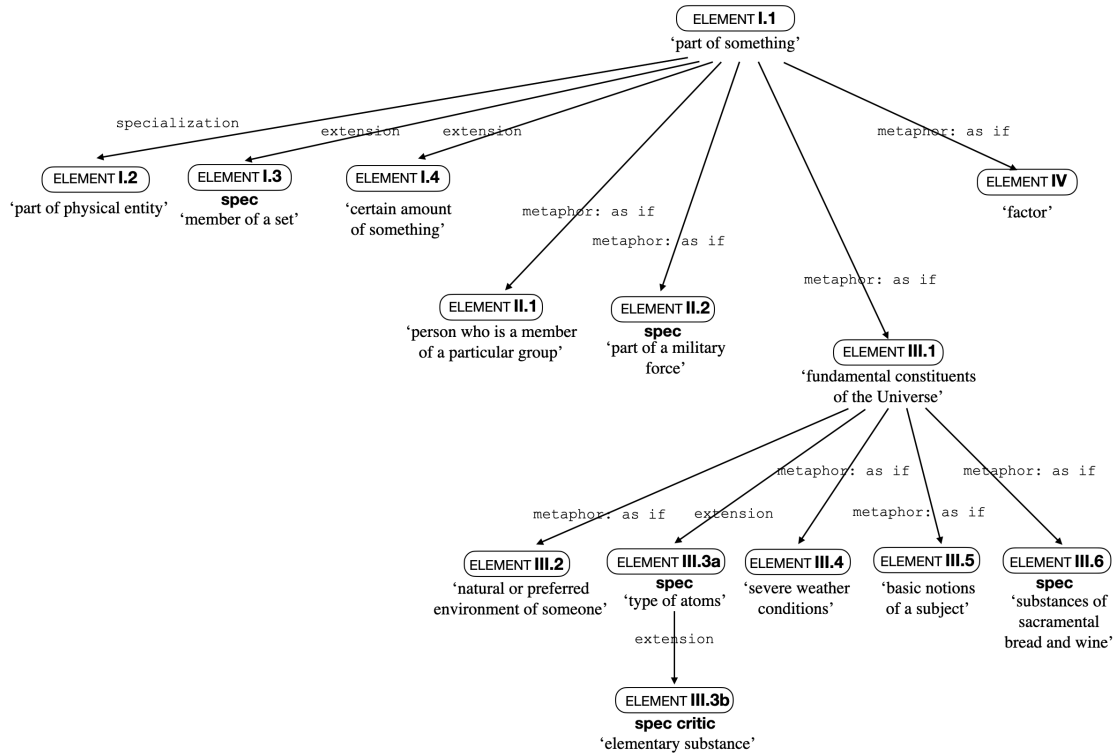 ELEMENT I.1
‘part of something’
specialization
extension
extension
metaphor: as if
ELEMENT I.2
‘part of physical entity’
ELEMENT I.3
spec
‘member of a set’
ELEMENT I.4
‘certain amount
of something’
ELEMENT IV
‘factor’
metaphor: as if
metaphor: as if
metaphor: as if
ELEMENT II.1
‘person who is a member
of a particular group’
ELEMENT II.2
spec
‘part of a military
force’
ELEMENT III.1
‘fundamental constituents
of the Universe’
metaphor: as if
metaphor: as if
metaphor: as if
extension
metaphor: as if
ELEMENT III.2
‘natural or preferred
environment of someone’
ELEMENT III.3a
spec
‘type of atoms’
ELEMENT III.4
‘severe weather
conditions’
ELEMENT III.5
‘basic notions
of a subject’
ELEMENT III.6
spec
‘substances of
sacramental
bread and wine’
extension
ELEMENT III.3b
spec critic
‘elementary substance’